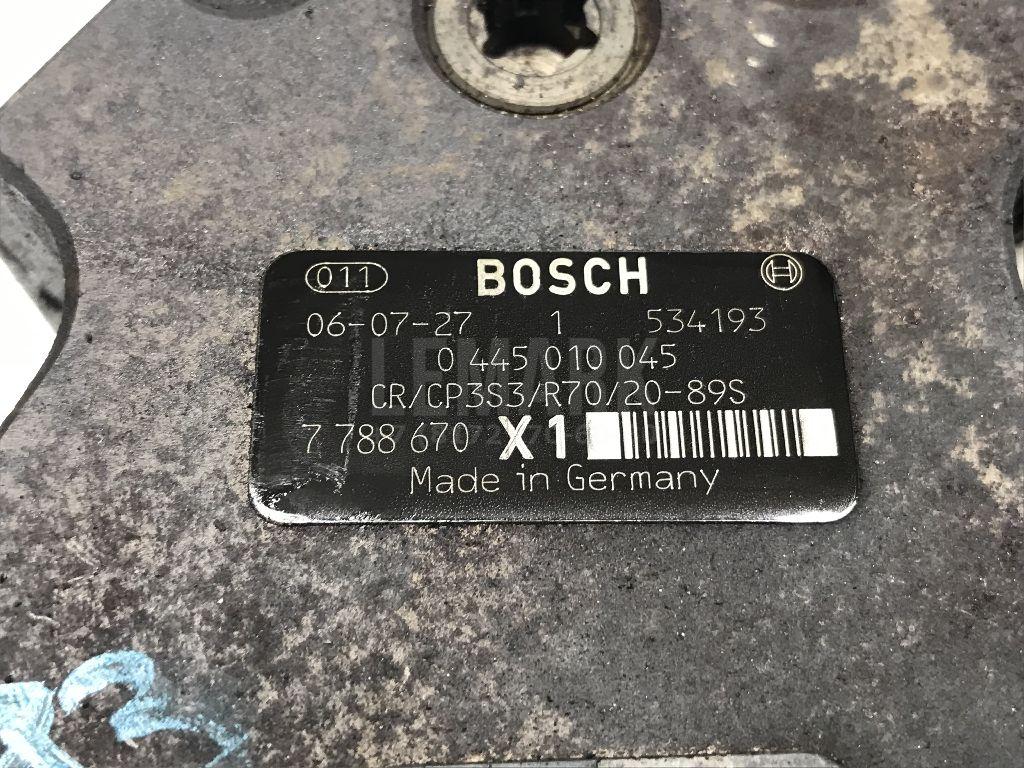 011 BOSCH
06-07-27 1 534193
0 445 010 045
CR/CP3S3/R70/20-89S
7 788 670 X1
Made in Germany
LEMARK